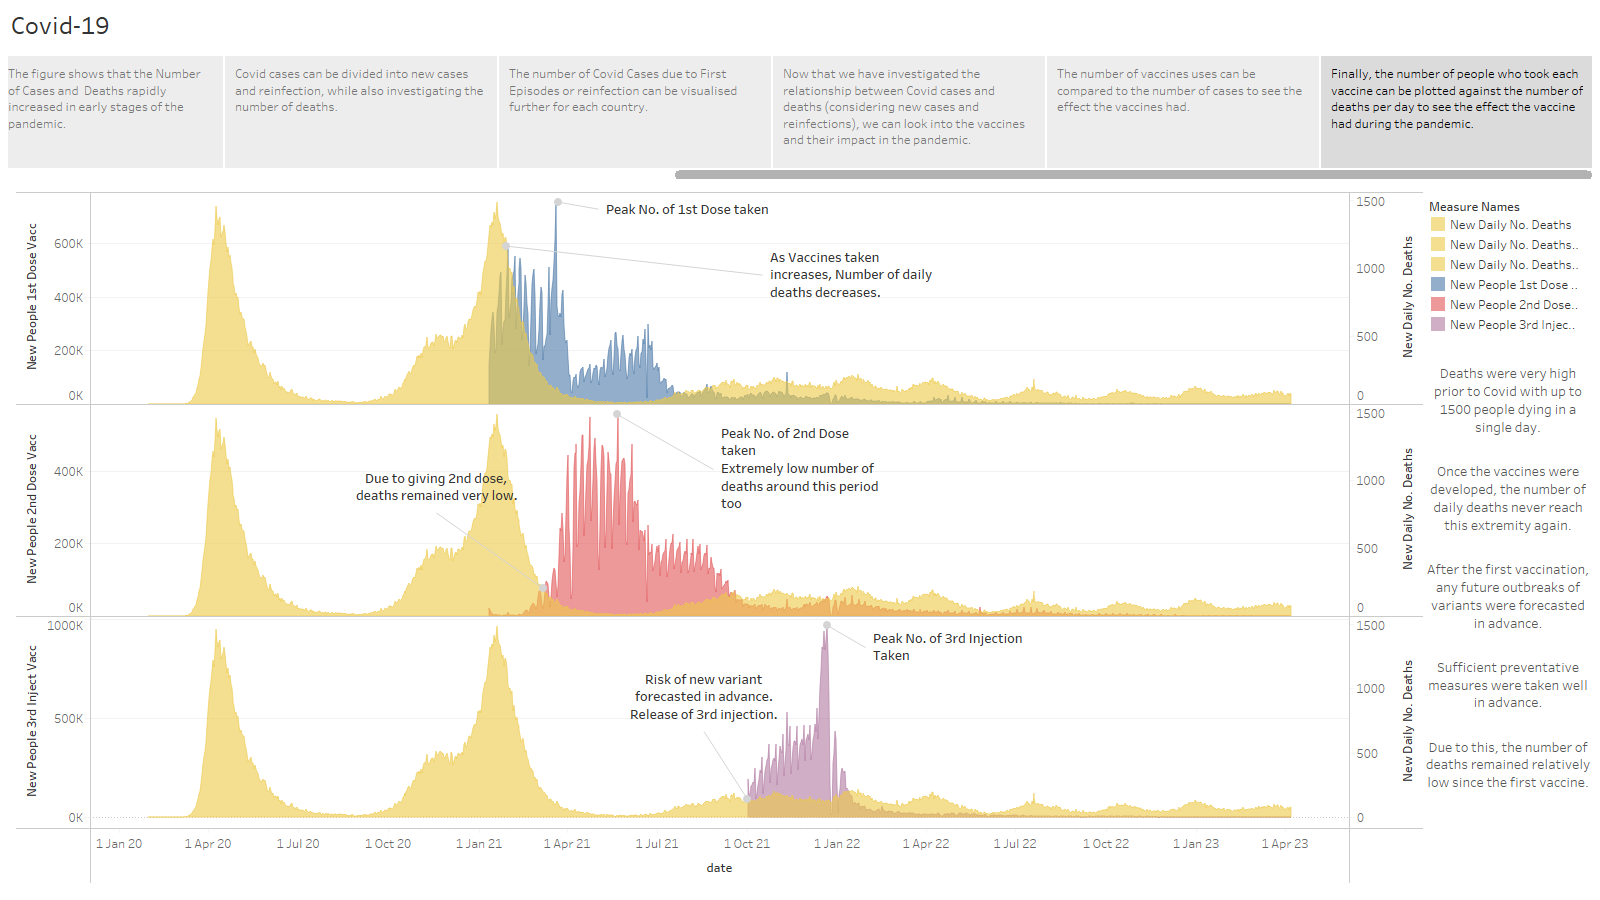 Covid-19
The figure shows that the Number
of Cases and Deaths rapidly
increased in early stages of the
pandemic.
Covid cases can be divided into new cases
and reinfection, while also investigating the
number of deaths.
The number of Covid Cases due to First
Episodes or reinfection can be visualised
further for each country.
Now that we have investigated the
relationship between Covid cases and
deaths (considering new cases and
reinfections), we can look into the vaccines
and their impact in the pandemic.
The number of vaccines uses can be
compared to the number of cases to see the
effect the vaccines had.
Finally, the number of people who took each
vaccine can be plotted against the number of
deaths per day to see the effect the vaccine
had during the pandemic.
New People 1st Dose Vacc
600K
400K
200K
0K
Peak No. of 1st Dose taken
As Vaccines taken
increases, Number of daily
deaths decreases.
1500
1000
500
0
New Daily No. Deaths
New People 2nd Dose Vacc
400K
200K
0K
Due to giving 2nd dose,
deaths remained very low.
Peak No. of 2nd Dose
taken
Extremely low number of
deaths around this period
too
1500
1000
500
0
New Daily No. Deaths
New People 3rd Inject Vacc
1000K
500K
0K
Risk of new variant
forecasted in advance.
Release of 3rd injection.
Peak No. of 3rd Injection
Taken
1500
1000
500
0
New Daily No. Deaths
1 Jan 20
1 Apr 20
1 Jul 20
1 Oct 20
1 Jan 21
1 Apr 21
1 Jul 21
1 Oct 21
1 Jan 22
1 Apr 22
1 Jul 22
1 Oct 22
1 Jan 23
1 Apr 23
date
Measure Names
New Daily No. Deaths
New Daily No. Deaths..
New Daily No. Deaths..
New People 1st Dose ..
New People 2nd Dose..
New People 3rd Injec..
Deaths were very high
prior to Covid with up to
1500 people dying in a
single day.
Once the vaccines were
developed, the number of
daily deaths never reach
this extremity again.
After the first vaccination,
any future outbreaks of
variants were forecasted
in advance.
Sufficient preventative
measures were taken well
in advance.
Due to this, the number of
deaths remained relatively
low since the first vaccine.